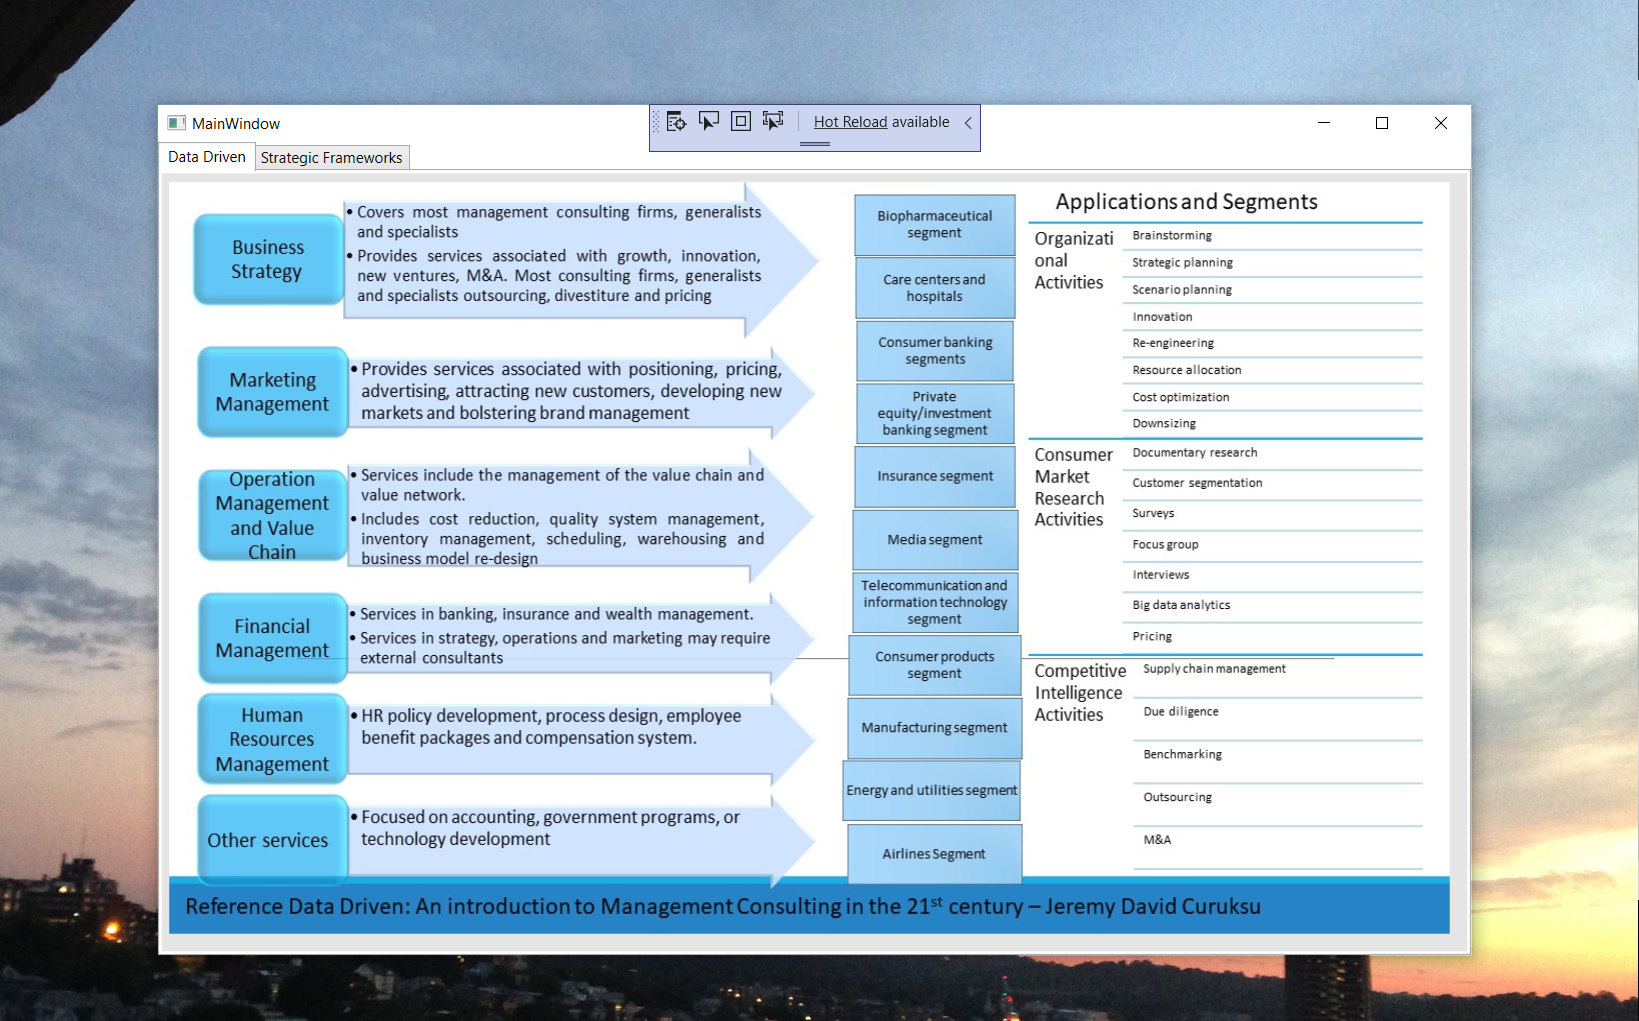 MainWindow
Hot Reload available
Data Driven
Strategic Frameworks
Business
Strategy
• Covers most management consulting firms, generalists
and specialists
• Provides services associated with growth, innovation,
new ventures, M&A. Most consulting firms, generalists
and specialists outsourcing, divestiture and pricing
Marketing
Management
• Provides services associated with positioning, pricing,
advertising, attracting new customers, developing new
markets and bolstering brand management
Operation
Management
and Value
Chain
• Services include the management of the value chain and
value network.
• Includes cost reduction, quality system management,
inventory management, scheduling, warehousing and
business model re-design
Financial
Management
• Services in banking, insurance and wealth management.
• Services in strategy, operations and marketing may require
external consultants
Human
Resources
Management
• HR policy development, process design, employee
benefit packages and compensation system.
Other services
• Focused on accounting, government programs, or
technology development
Biopharmaceutical
segment
Care centers and
hospitals
Consumer banking
segments
Private
equity/investment
banking segment
Insurance segment
Media segment
Telecommunication and
information technology
segment
Consumer products
segment
Manufacturing segment
Energy and utilities segment
Airlines Segment
Applications and Segments
Organizati
onal
Activities
Brainstorming
Strategic planning
Scenario planning
Innovation
Re-engineering
Resource allocation
Cost optimization
Downsizing
Consumer
Market
Research
Activities
Documentary research
Customer segmentation
Surveys
Focus group
Interviews
Big data analytics
Pricing
Competitive
Intelligence
Activities
Supply chain management
Due diligence
Benchmarking
Outsourcing
M&A
Reference Data Driven: An introduction to Management Consulting in the 21st century – Jeremy David Curuksu